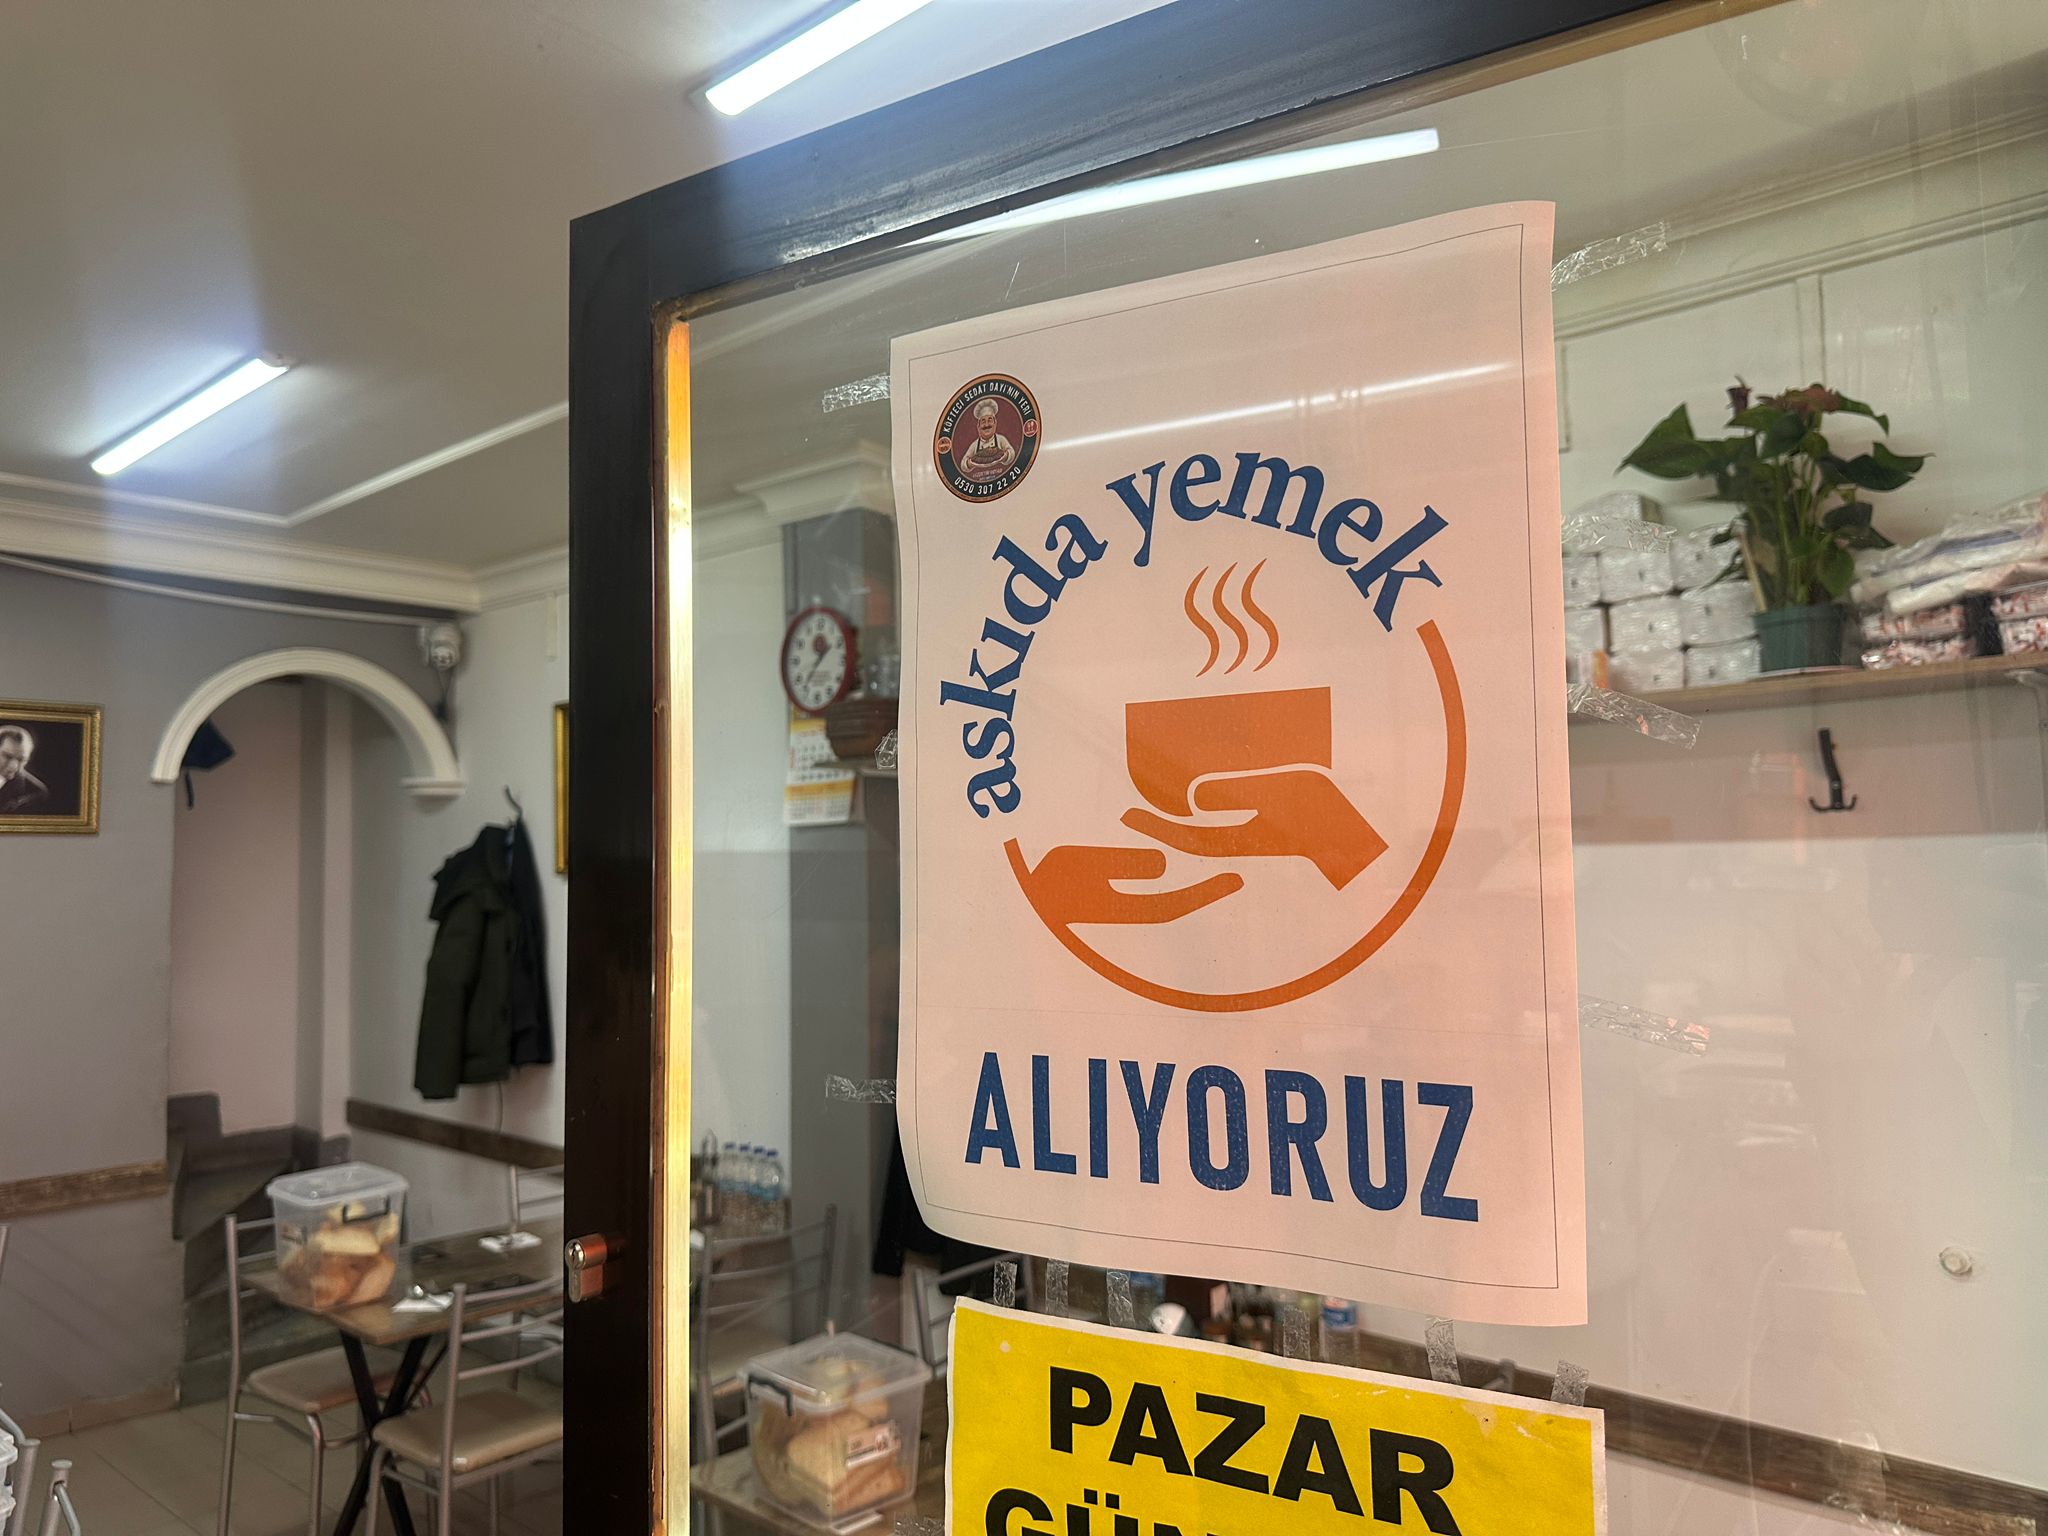 KÖFTECİ SEDAT DAYI'NIN YERİ
0530 307 22 20
askıda yemek
ALIYORUZ
PAZAR